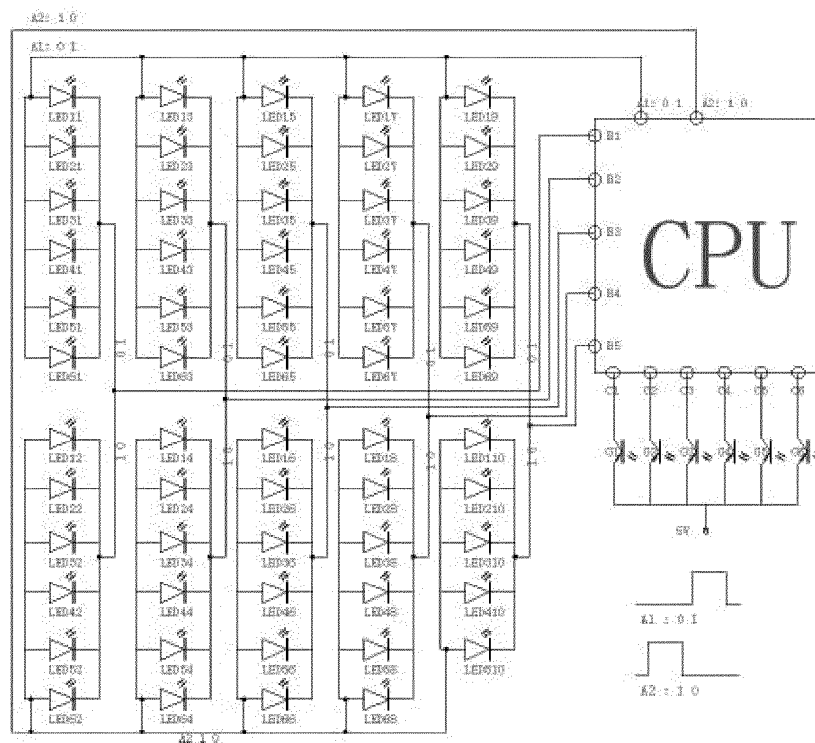 A2: 1 0
A1: 0 1
A1: 0 1
A2: 1 0
LED11
LED13
LED15
LED17
LED19
B1
LED21
LED23
LED25
LED27
LED29
B2
LED31
LED33
LED35
LED37
LED39
B3
CPU
LED41
LED43
LED45
LED47
LED49
B4
LED51
LED53
LED55
LED57
LED59
0 1
0 1
0 1
0 1
0 1
B5
LED61
LED63
LED65
LED67
LED69
C1
C2
C3
C4
C5
C6
LED12
LED14
LED16
LED18
LED110
1 0
1 0
1 0
1 0
1 0
LED22
LED24
LED26
LED28
LED210
5V
LED32
LED34
LED36
LED38
LED310
LED42
LED44
LED46
LED48
LED410
A1 : 0 1
LED52
LED54
LED56
LED58
LED510
A2 : 1 0
LED62
LED64
LED66
LED68
A2 1 0